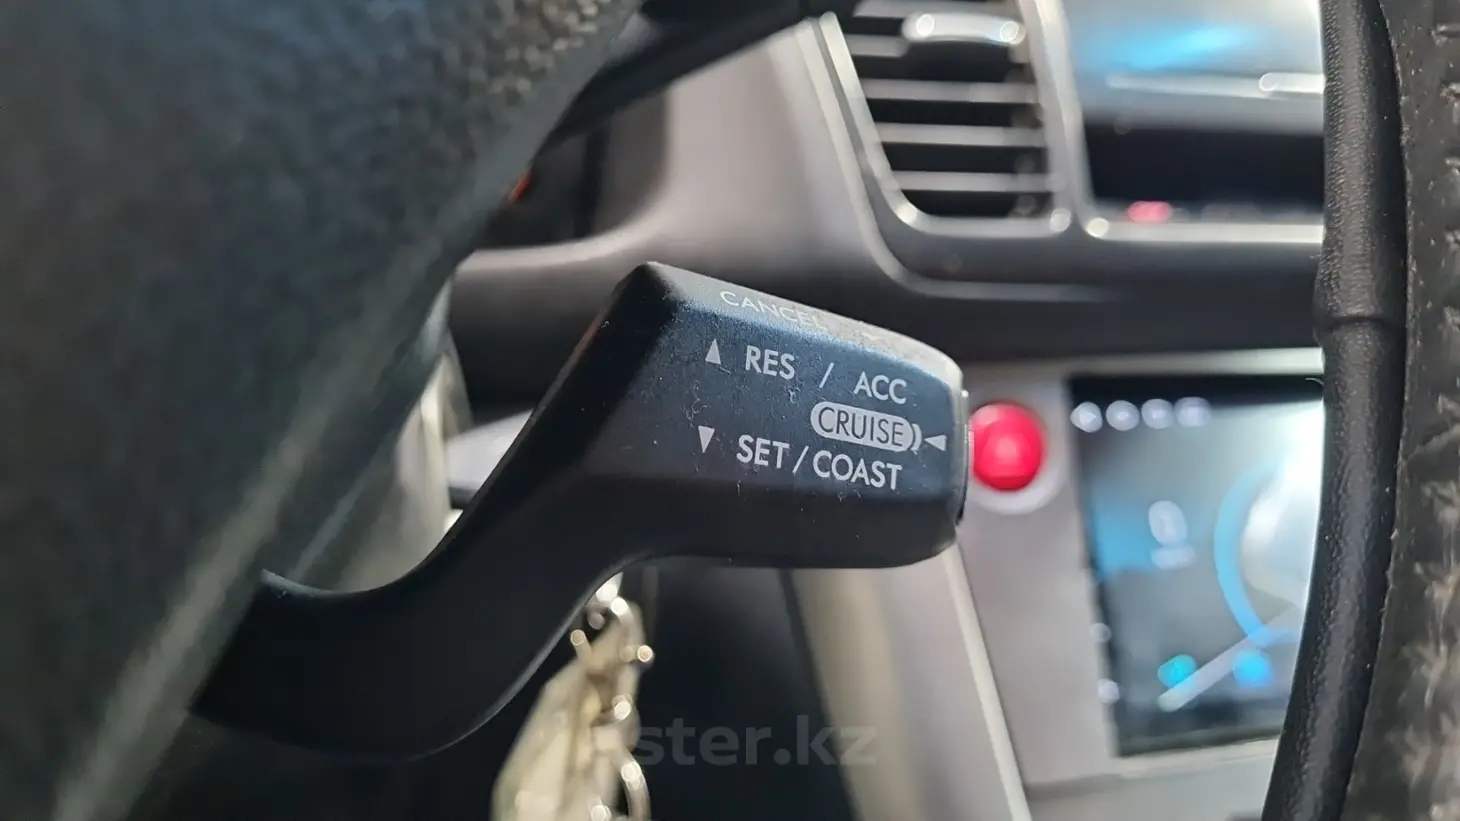 CANCEL
▲ RES / ACC
CRUISE ◄
▼ SET / COAST
ster.kz